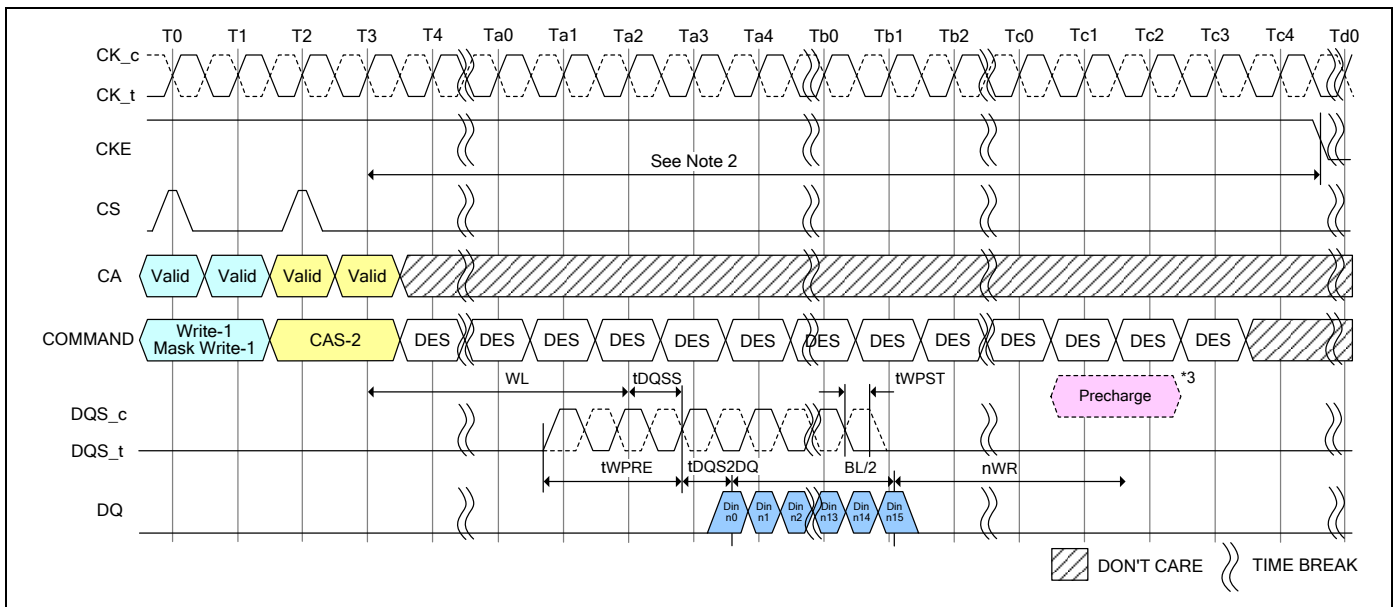 T0 T1 T2 T3 T4 Ta0 Ta1 Ta2 Ta3 Ta4 Tb0 Tb1 Tb2 Tc0 Tc1 Tc2 Tc3 Tc4 Td0
CK_c
CK_t
CKE
See Note 2
CS
CA Valid Valid Valid Valid
COMMAND Write-1 Mask Write-1 CAS-2 DES DES DES DES DES DES DES DES DES DES DES DES DES
WL tDQSS tWPST
Precharge *3
DQS_c
DQS_t
tWPRE tDQS2DQ BL/2 nWR
DQ Din n0 Din n1 Din n2 Din n13 Din n14 Din n15
DON'T CARE TIME BREAK